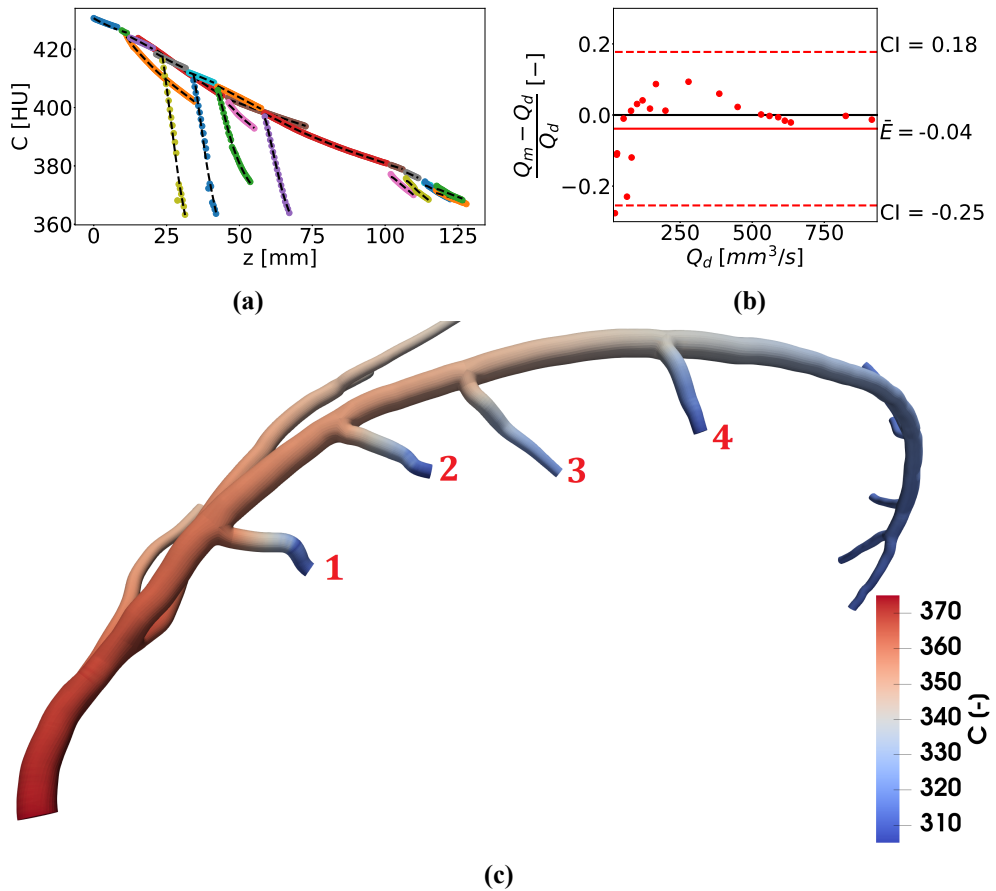 420
400
380
360
C [HU]
0 25 50 75 100 125
z [mm]
(a)
0.2
0.0
−0.2
Q_m − Q_d
Q_d
[−]
CI = 0.18
Ē = -0.04
CI = -0.25
250 500 750
Q_d [mm³/s]
(b)
1
2
3
4
370
360
350
340
330
320
310
C (-)
(c)